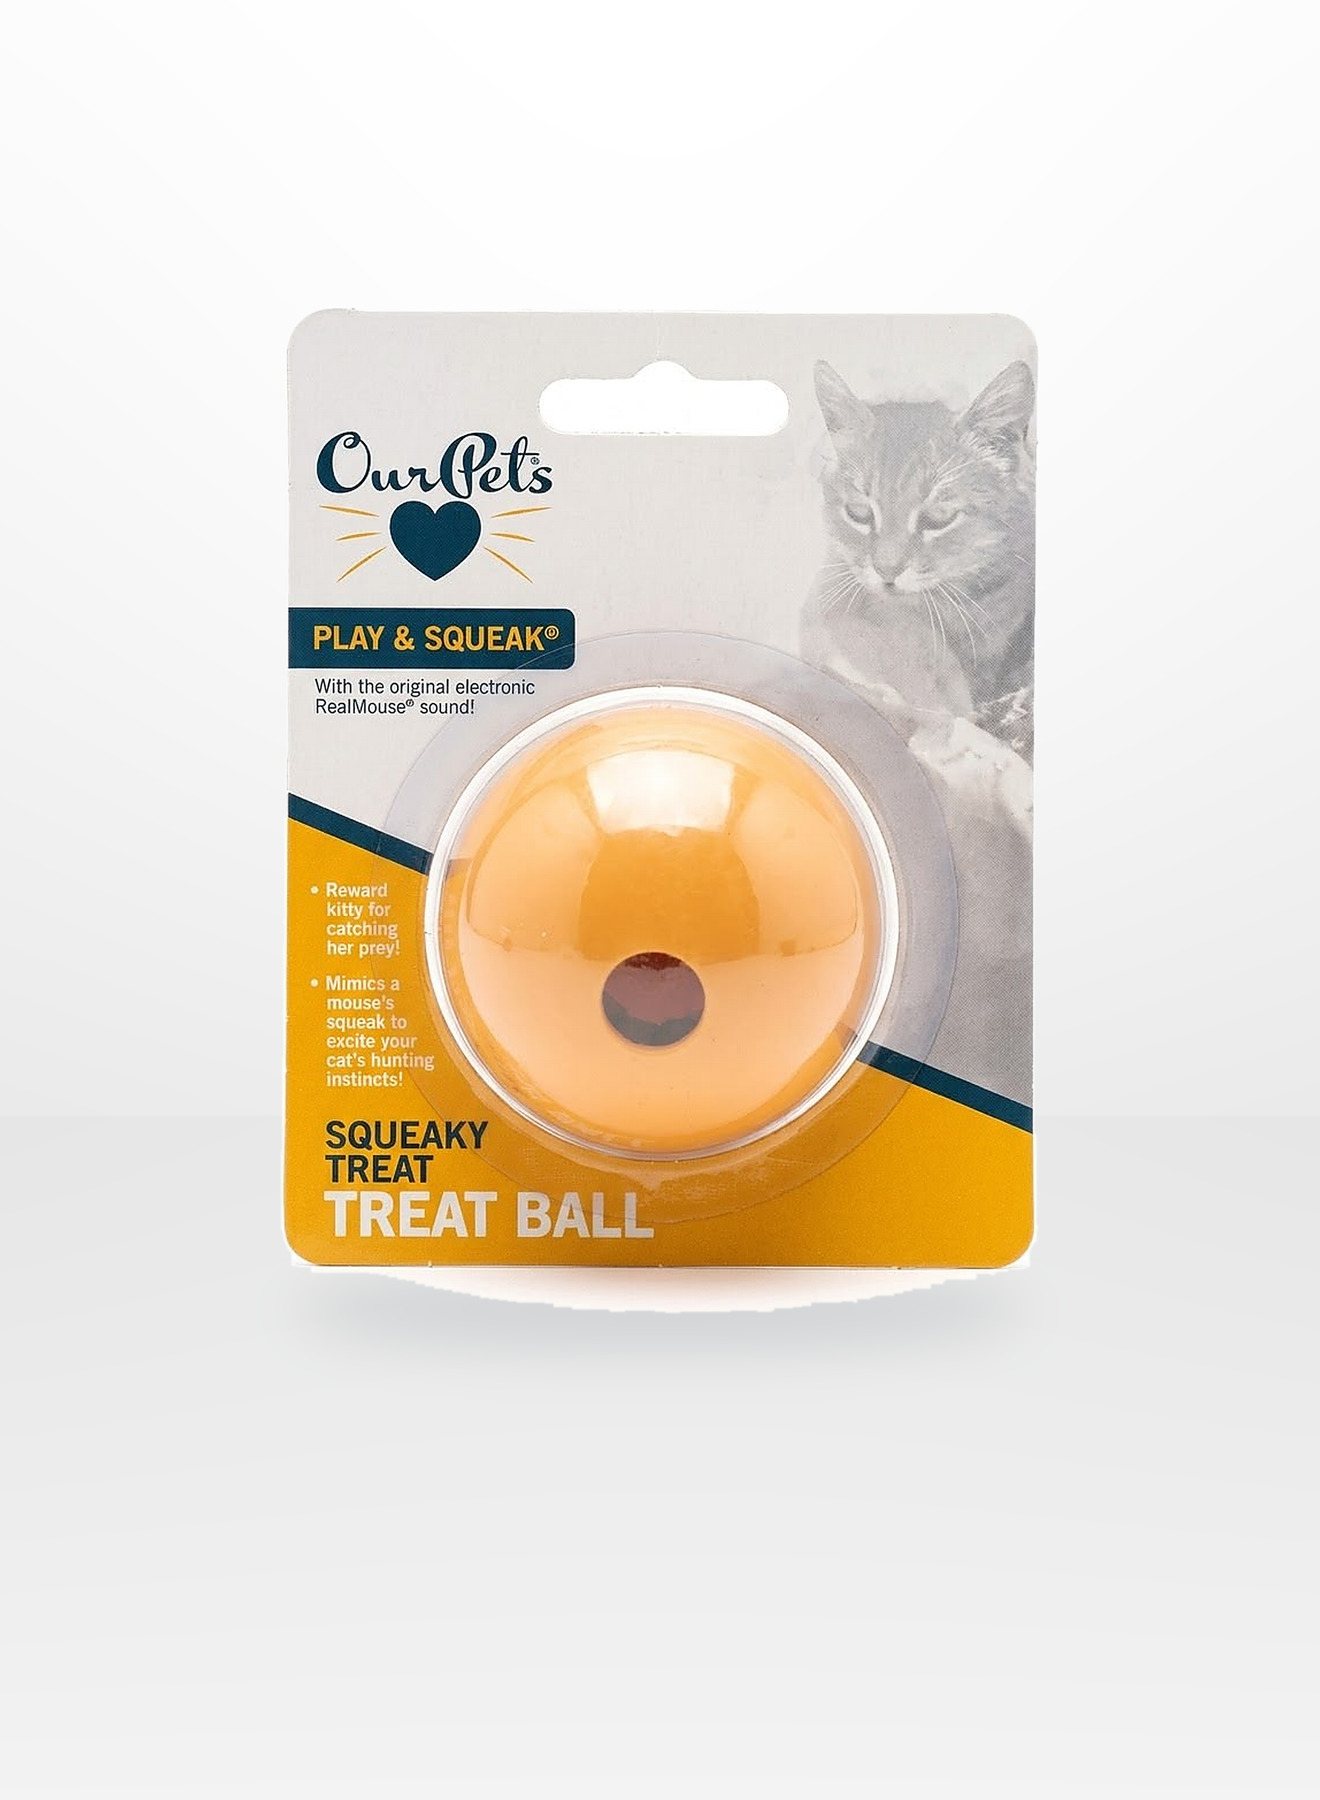 OurPets®
PLAY & SQUEAK®
With the original electronic
RealMouse® sound!
• Reward
kitty for
catching
her prey!
• Mimics a
mouse's
squeak to
excite your
cat's hunting
instincts!
SQUEAKY
TREAT
TREAT BALL